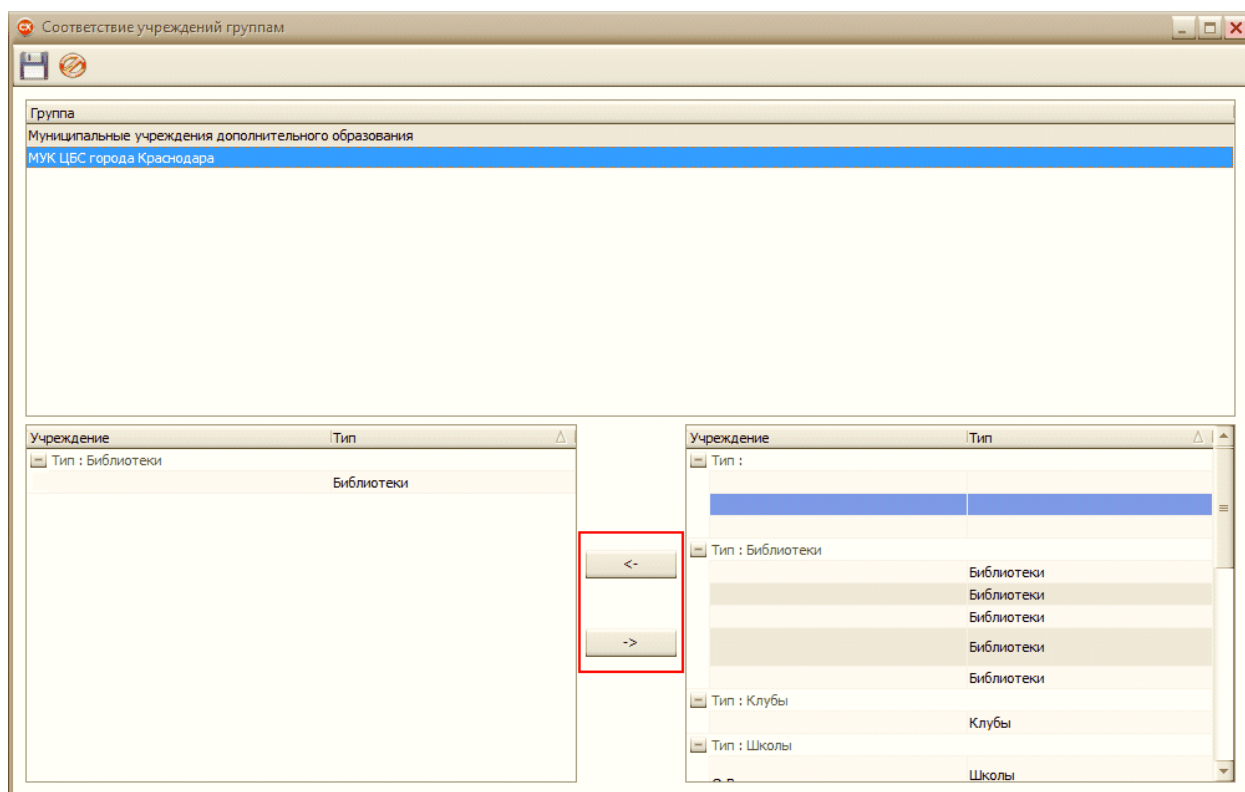 Соответствие учреждений группам
Группа
Муниципальные учреждения дополнительного образования
МУК ЦБС города Краснодара
Учреждение Тип
Тип : Библиотеки
Библиотеки
<-
->
Учреждение Тип
Тип :
Тип : Библиотеки
Библиотеки
Библиотеки
Библиотеки
Библиотеки
Библиотеки
Тип : Клубы
Клубы
Тип : Школы
Школы